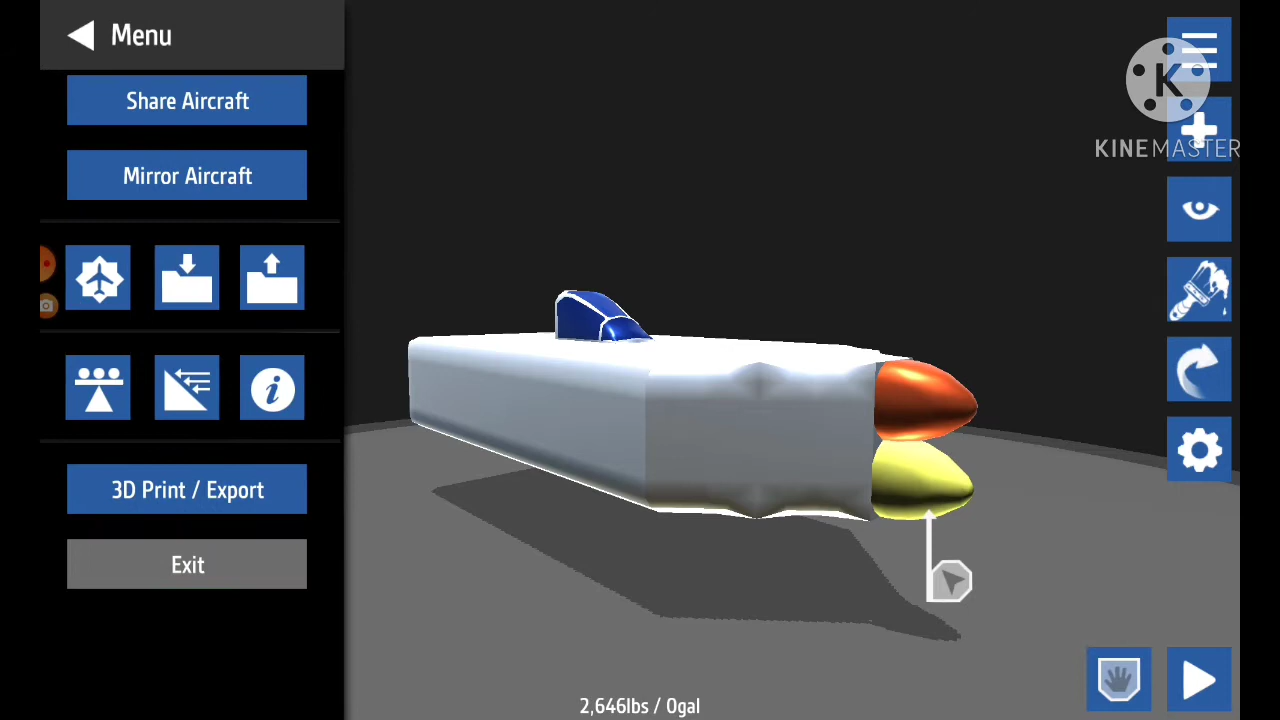 Menu
Share Aircraft
Mirror Aircraft
3D Print / Export
Exit
K
KINEMASTER
2,646lbs / 0gal